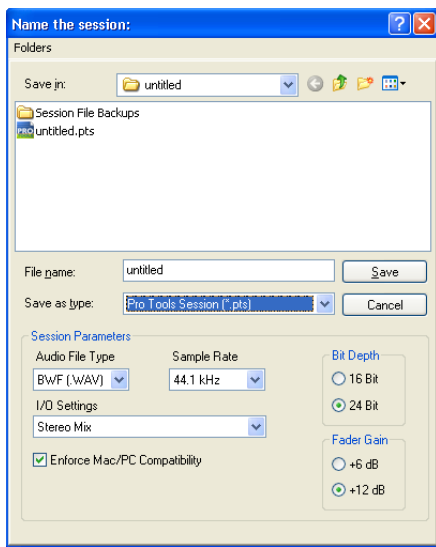 Name the session:
Folders
Save in: untitled
Session File Backups
PRO untitled.pts
File name: untitled Save
Save as type: Pro Tools Session (*.pts) Cancel
Session Parameters
Audio File Type Sample Rate Bit Depth
BWF (.WAV) 44.1 kHz 16 Bit
I/O Settings 24 Bit
Stereo Mix
Fader Gain
Enforce Mac/PC Compatibility +6 dB
+12 dB